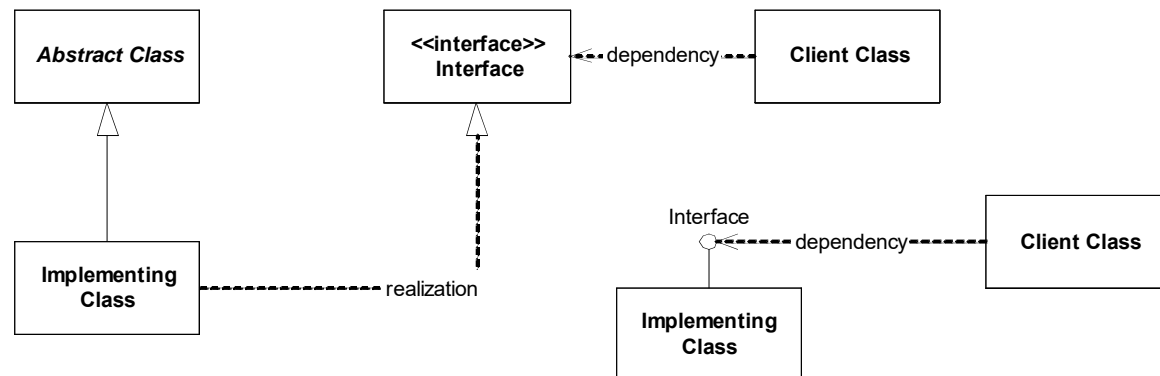 Abstract Class
<<interface>>
Interface
dependency
Client Class
Interface
dependency
Client Class
Implementing
Class
realization
Implementing
Class